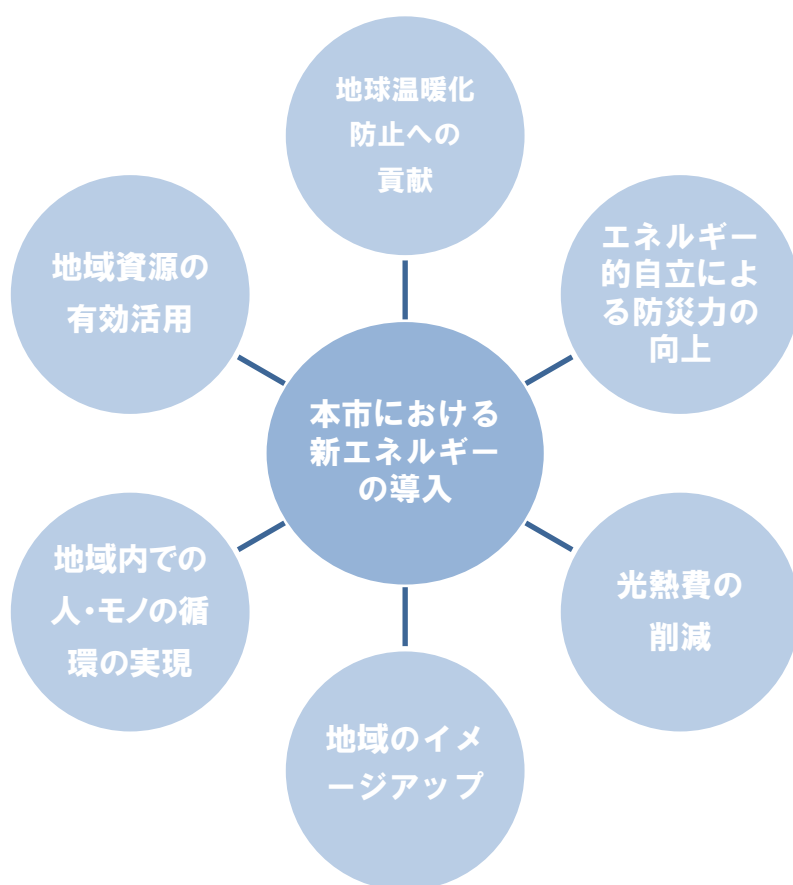 地球温暖化
防止への
貢献
エネルギー
的自立によ
る防災力の
向上
光熱費の
削減
地域のイメ
ージアップ
地域内での
人・モノの循
環の実現
地域資源の
有効活用
本市における
新エネルギー
の導入